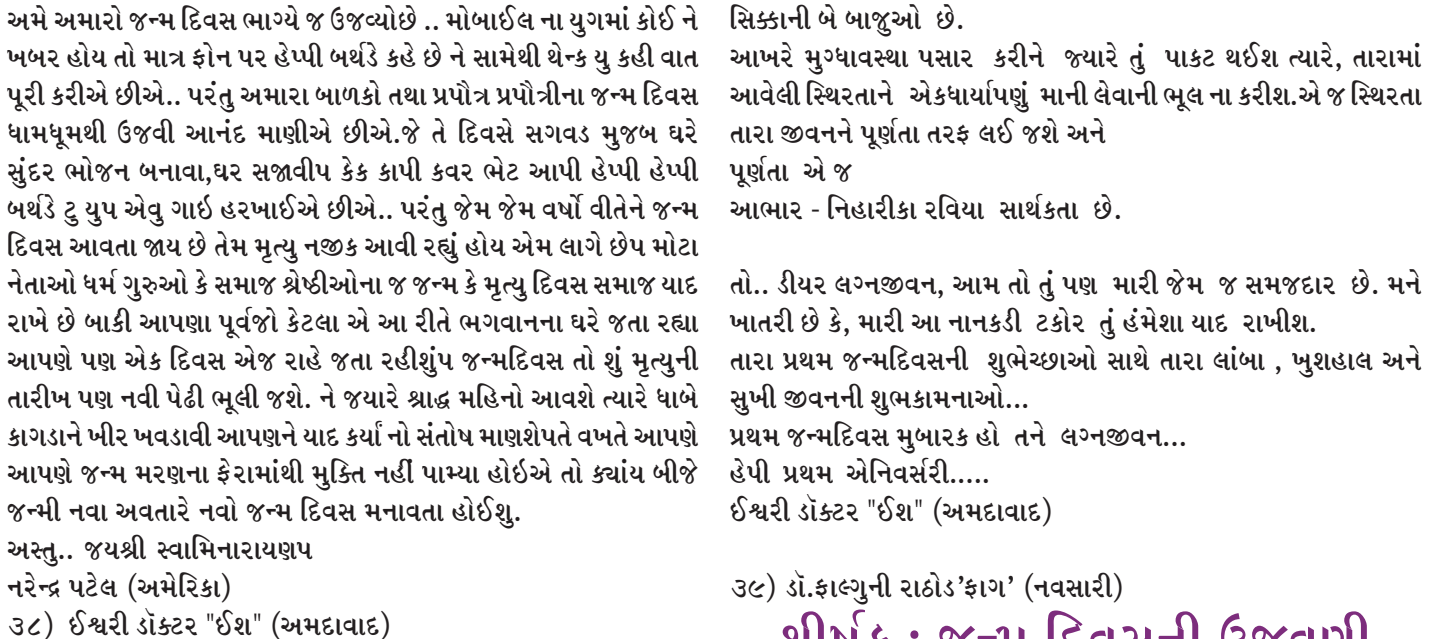 અમે અમારો જન્મ દિવસ ભાગ્યે જ ઉજવ્યોછે .. મોબાઈલ ના યુગમાં કોઈ ને
ખબર હોય તો માત્ર ફોન પર હેપ્પી બર્થડે કહે છે ને સામેથી થેન્ક યુ કહી વાત
પૂરી કરીએ છીએ.. પરંતુ અમારા બાળકો તથા પ્રપૌત્ર પ્રપૌત્રીના જન્મ દિવસ
ધામધૂમથી ઉજવી આનંદ માણીએ છીએ.જે તે દિવસે સગવડ મુજબ ઘરે
સુંદર ભોજન બનાવા,ઘર સજાવીપ કેક કાપી કવર ભેટ આપી હેપ્પી હેપ્પી
બર્થડે ટુ યુપ એવુ ગાઇ હરખાઈએ છીએ.. પરંતુ જેમ જેમ વર્ષો વીતેને જન્મ
દિવસ આવતા જાય છે તેમ મૃત્યુ નજીક આવી રહ્યું હોય એમ લાગે છેપ મોટા
નેતાઓ ધર્મ ગુરુઓ કે સમાજ શ્રેષ્ઠીઓના જ જન્મ કે મૃત્યુ દિવસ સમાજ યાદ
રાખે છે બાકી આપણા પૂર્વજો કેટલા એ આ રીતે ભગવાનના ઘરે જતા રહ્યા
આપણે પણ એક દિવસ એજ રાહે જતા રહીશુંપ જન્મદિવસ તો શું મૃત્યુની
તારીખ પણ નવી પેઢી ભૂલી જશે. ને જયારે શ્રાદ્ધ મહિનો આવશે ત્યારે ધાબે
કાગડાને ખીર ખવડાવી આપણને યાદ કર્યાં નો સંતોષ માણશેપતે વખતે આપણે
આપણે જન્મ મરણના ફેરામાંથી મુક્તિ નહીં પામ્યા હોઇએ તો ક્યાંય બીજે
જન્મી નવા અવતારે નવો જન્મ દિવસ મનાવતા હોઈશુ.
અસ્તુ.. જયશ્રી સ્વામિનારાયણપ
નરેન્દ્ર પટેલ (અમેરિકા)
૩૮) ઈશ્વરી ડૉક્ટર "ઈશ" (અમદાવાદ)
સિક્કાની બે બાજુઓ છે.
આખરે મુગ્ધાવસ્થા પસાર કરીને જ્યારે તું પાકટ થઈશ ત્યારે, તારામાં
આવેલી સ્થિરતાને એકધાર્યાપણું માની લેવાની ભૂલ ના કરીશ.એ જ સ્થિરતા
તારા જીવનને પૂર્ણતા તરફ લઈ જશે અને
પૂર્ણતા એ જ
આભાર - નિહારીકા રવિયા સાર્થકતા છે.
તો.. ડીયર લગ્નજીવન, આમ તો તું પણ મારી જેમ જ સમજદાર છે. મને
ખાતરી છે કે, મારી આ નાનકડી ટકોર તું હંમેશા યાદ રાખીશ.
તારા પ્રથમ જન્મદિવસની શુભેચ્છાઓ સાથે તારા લાંબા , ખુશહાલ અને
સુખી જીવનની શુભકામનાઓ...
પ્રથમ જન્મદિવસ મુબારક હો તને લગ્નજીવન...
હેપી પ્રથમ એનિવર્સરી.....
ઈશ્વરી ડૉક્ટર "ઈશ" (અમદાવાદ)
૩૯) ડૉ.ફાલ્ગુની રાઠોડ'ફાગ' (નવસારી)
શીર્ષક : જન્મ દિવસની ઉજવણી